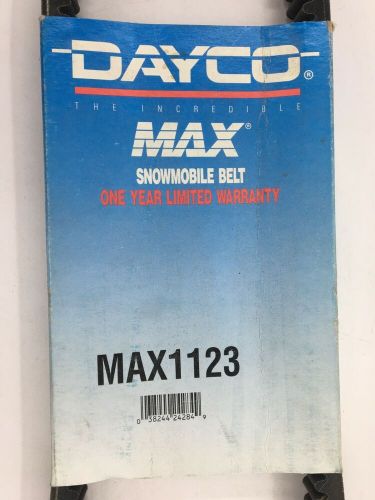 DAYCO®
THE INCREDIBLE
MAX®
SNOWMOBILE BELT
ONE YEAR LIMITED WARRANTY
MAX1123
0 38244 24284 9